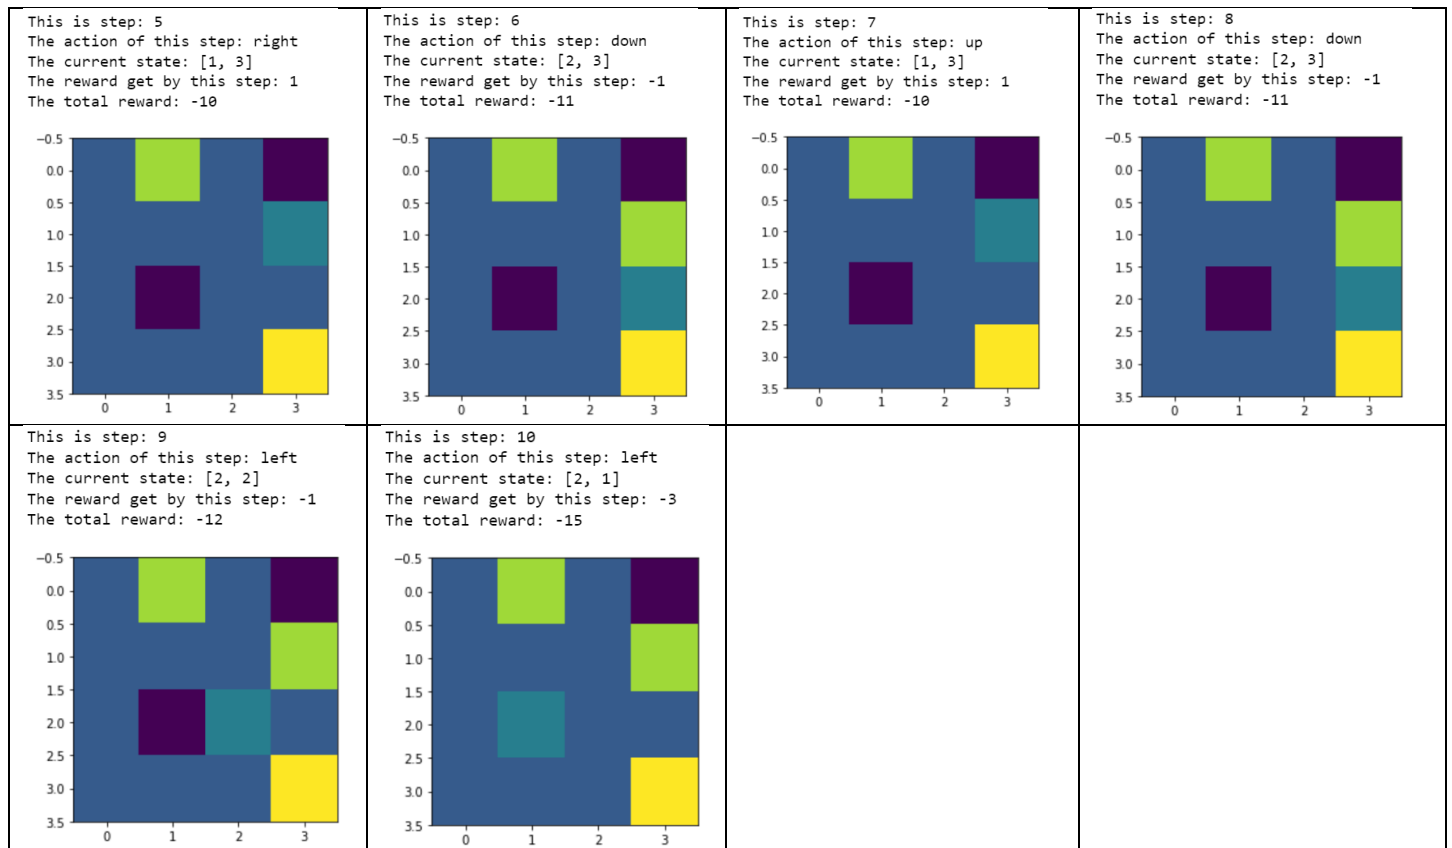 This is step: 5
The action of this step: right
The current state: [1, 3]
The reward get by this step: 1
The total reward: -10
−0.5
0.0
0.5
1.0
1.5
2.0
2.5
3.0
3.5
0 1 2 3
This is step: 6
The action of this step: down
The current state: [2, 3]
The reward get by this step: -1
The total reward: -11
−0.5
0.0
0.5
1.0
1.5
2.0
2.5
3.0
3.5
0 1 2 3
This is step: 7
The action of this step: up
The current state: [1, 3]
The reward get by this step: 1
The total reward: -10
−0.5
0.0
0.5
1.0
1.5
2.0
2.5
3.0
3.5
0 1 2 3
This is step: 8
The action of this step: down
The current state: [2, 3]
The reward get by this step: -1
The total reward: -11
−0.5
0.0
0.5
1.0
1.5
2.0
2.5
3.0
3.5
0 1 2 3
This is step: 9
The action of this step: left
The current state: [2, 2]
The reward get by this step: -1
The total reward: -12
−0.5
0.0
0.5
1.0
1.5
2.0
2.5
3.0
3.5
0 1 2 3
This is step: 10
The action of this step: left
The current state: [2, 1]
The reward get by this step: -3
The total reward: -15
−0.5
0.0
0.5
1.0
1.5
2.0
2.5
3.0
3.5
0 1 2 3